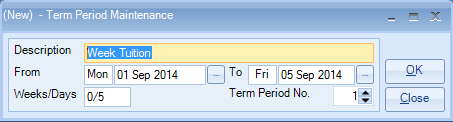 (New) - Term Period Maintenance
Description Week Tuition
From Mon 01 Sep 2014 ... To Fri 05 Sep 2014 ... OK
Weeks/Days 0/5 Term Period No. 1 Close